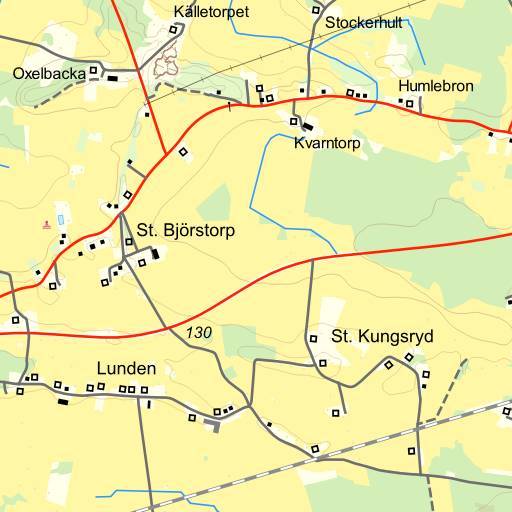 Källetorpet
Stockerhult
Oxelbacka
Humlebron
Kvarntorp
St. Björstorp
130
St. Kungsryd
Lunden